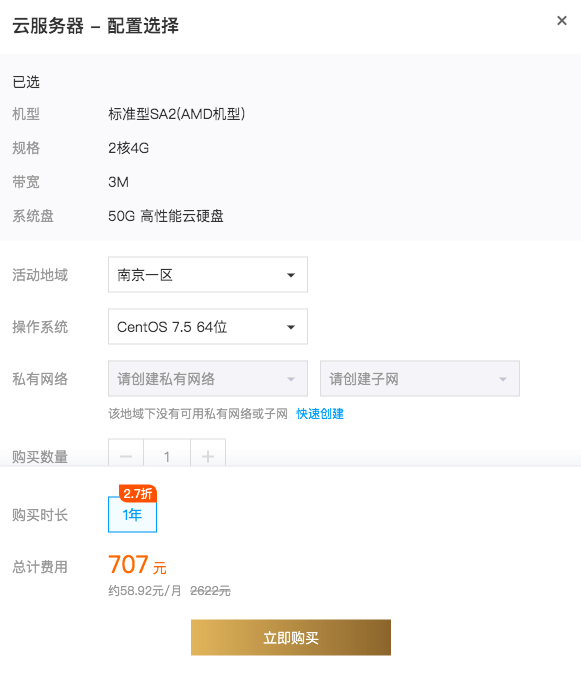 云服务器 - 配置选择
已选
机型 标准型SA2(AMD机型)
规格 2核4G
带宽 3M
系统盘 50G 高性能云硬盘
活动地域 南京一区
操作系统 CentOS 7.5 64位
私有网络 请创建私有网络 请创建子网
该地域下没有可用私有网络或子网 快速创建
购买数量 1
2.7折
购买时长 1年
总计费用 707 元
约58.92元/月 2622元
立即购买